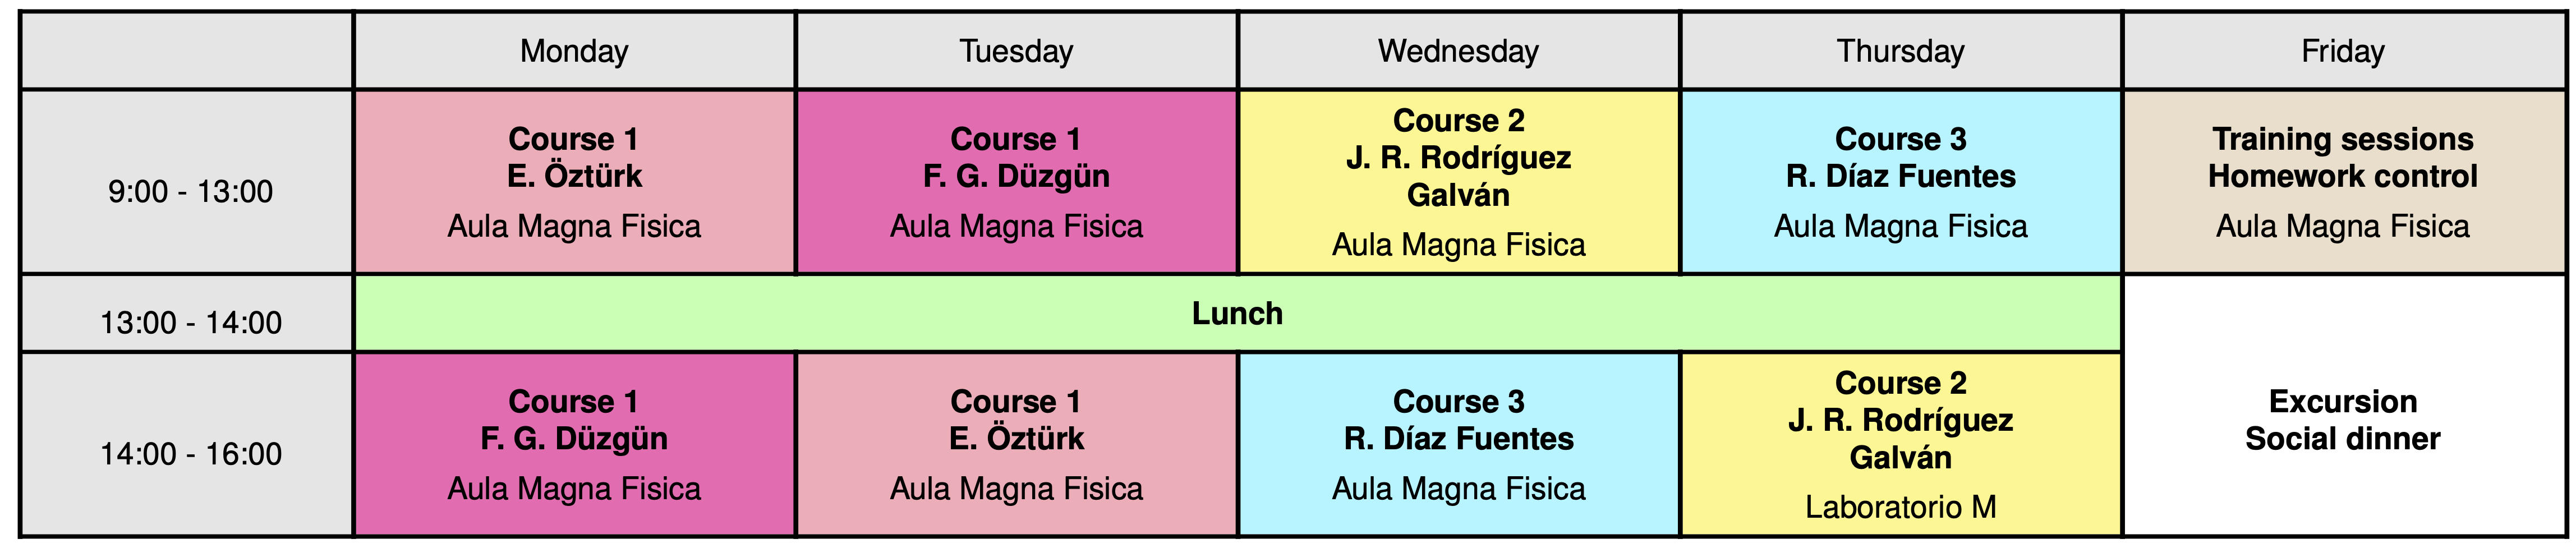 Monday
Tuesday
Wednesday
Thursday
Friday
9:00 - 13:00
Course 1
E. Öztürk
Aula Magna Fisica
Course 1
F. G. Düzgün
Aula Magna Fisica
Course 2
J. R. Rodríguez
Galván
Aula Magna Fisica
Course 3
R. Díaz Fuentes
Aula Magna Fisica
Training sessions
Homework control
Aula Magna Fisica
13:00 - 14:00
Lunch
14:00 - 16:00
Course 1
F. G. Düzgün
Aula Magna Fisica
Course 1
E. Öztürk
Aula Magna Fisica
Course 3
R. Díaz Fuentes
Aula Magna Fisica
Course 2
J. R. Rodríguez
Galván
Laboratorio M
Excursion
Social dinner